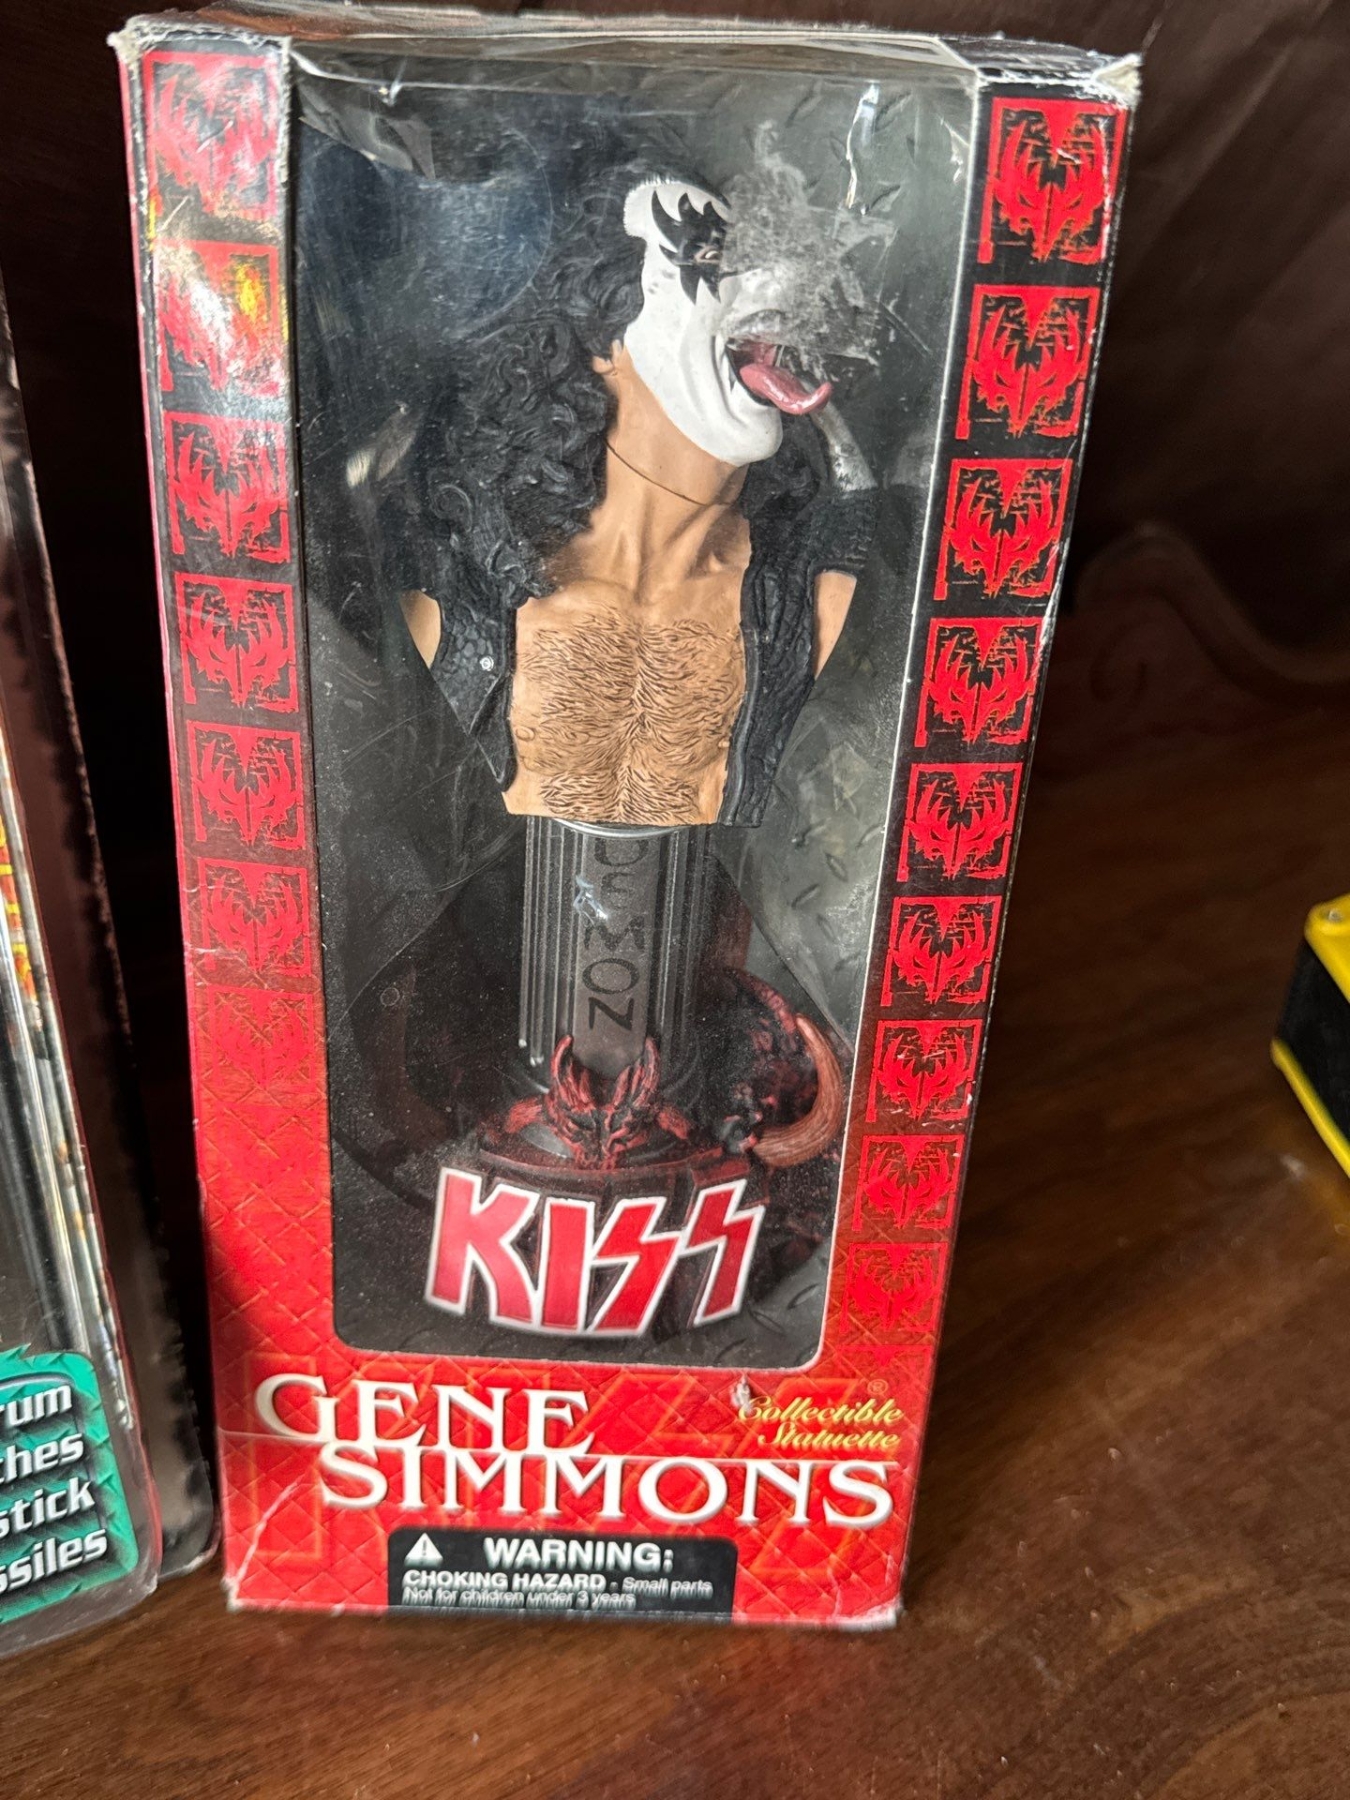 DEMON
KISS
®
GENE
SIMMONS
Collectible
Statuette
WARNING:
CHOKING HAZARD - Small parts
Not for children under 3 years
rum
ches
stick
ssiles